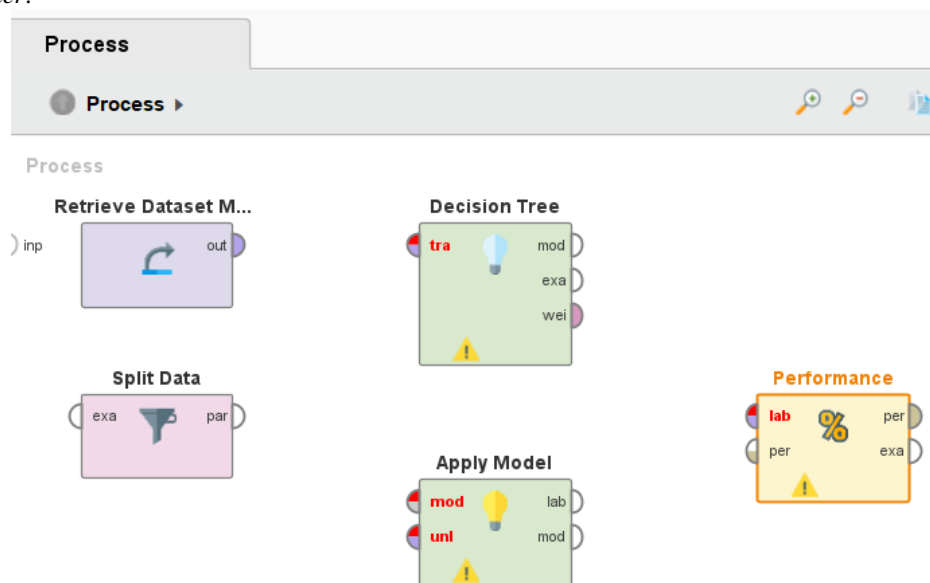 Process
Process
Process
Retrieve Dataset M...
inp
out
Decision Tree
tra
mod
exa
wei
Split Data
exa
par
Performance
lab
per
per
exa
Apply Model
mod
lab
unl
mod